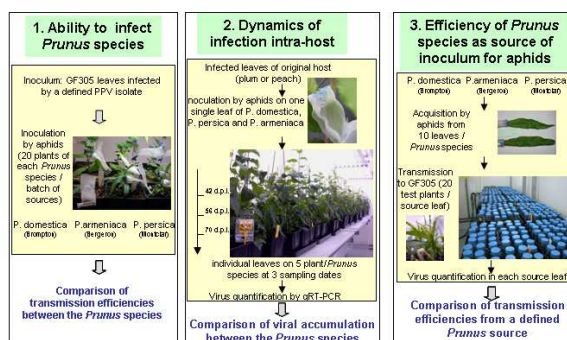 1. Ability to infect
Prunus species
Inoculum: GF305 leaves infected
by a defined PPV isolate
Inoculation
by aphids
(20 plants of
each Prunus
species /
batch of
sources)
P. domestica P.armeniaca P. persica
(Brompton) (Bergeron) (Montclar)
Comparison of
transmission efficiencies
between the Prunus species
2. Dynamics of
infection intra-host
Infected leaves of
original host
(plum or peach)
Inoculation by aphids on one
single leaf of P. domestica,
P. persica and P. armeniaca
42 d.p.i.
56 d.p.i.
70 d.p.i.
individual leaves on 5 plant/Prunus
species at 3 sampling dates
Virus quantification by qRT-PCR
Comparison of viral accumulation
between the Prunus species
3. Efficiency of Prunus
species as source of
inoculum for aphids
P. domestica P.armeniaca P. persica
(Brompton) (Bergeron) (Montclar)
Acquisition by
aphids from
10 leaves /
Prunus species
Transmission
to GF305 (20
test plants /
source leaf)
Virus quantification in each source leaf
Comparison of transmission
efficiencies from a defined
Prunus source